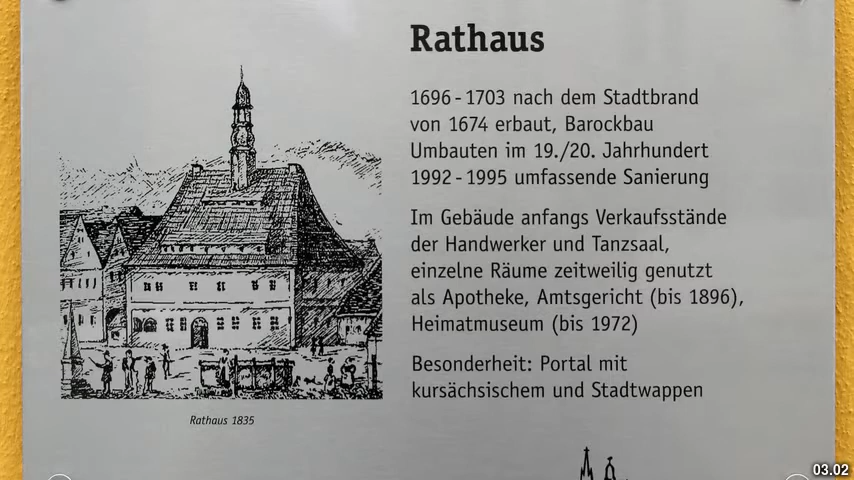 Rathaus
1696 - 1703 nach dem Stadtbrand
von 1674 erbaut, Barockbau
Umbauten im 19./20. Jahrhundert
1992 - 1995 umfassende Sanierung
Im Gebäude anfangs Verkaufsstände
der Handwerker und Tanzsaal,
einzelne Räume zeitweilig genutzt
als Apotheke, Amtsgericht (bis 1896),
Heimatmuseum (bis 1972)
Besonderheit: Portal mit
kursächsischem und Stadtwappen
Rathaus 1835
03.02